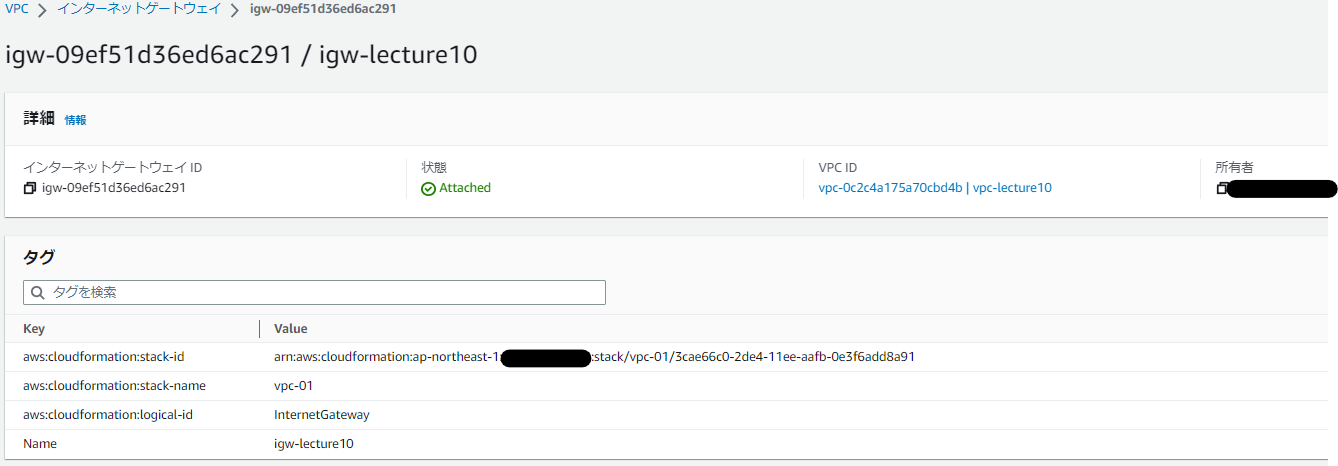 VPC > インターネットゲートウェイ > igw-09ef51d36ed6ac291
igw-09ef51d36ed6ac291 / igw-lecture10
詳細 情報
インターネットゲートウェイ ID 状態 VPC ID 所有者
igw-09ef51d36ed6ac291 Attached vpc-0c2c4a175a70cbd4b | vpc-lecture10
タグ
タグを検索
Key Value
aws:cloudformation:stack-id arn:aws:cloudformation:ap-northeast-1: :stack/vpc-01/3cae66c0-2de4-11ee-aafb-0e3f6add8a91
aws:cloudformation:stack-name vpc-01
aws:cloudformation:logical-id InternetGateway
Name igw-lecture10